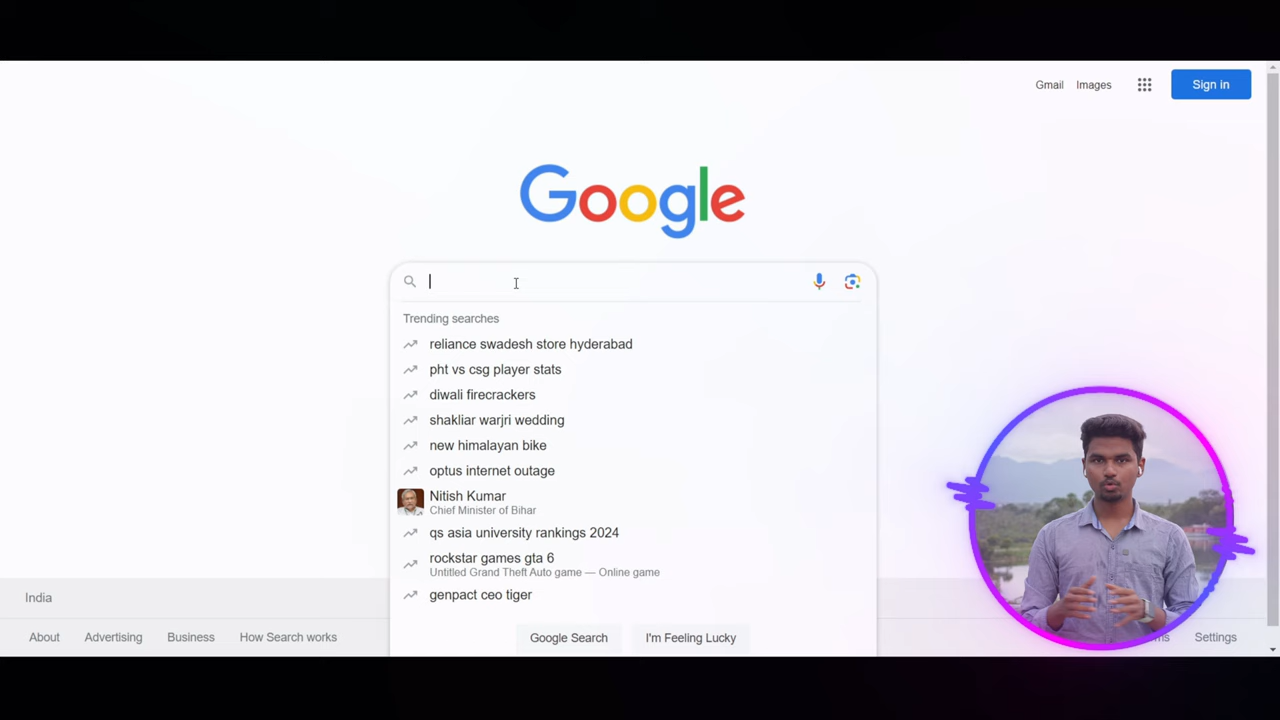 Gmail Images Sign in
Google
Trending searches
reliance swadesh store hyderabad
pht vs csg player stats
diwali firecrackers
shakliar warjri wedding
new himalayan bike
optus internet outage
Nitish Kumar
Chief Minister of Bihar
qs asia university rankings 2024
rockstar games gta 6
Untitled Grand Theft Auto game — Online game
genpact ceo tiger
India
About Advertising Business How Search works
Google Search I'm Feeling Lucky
Settings